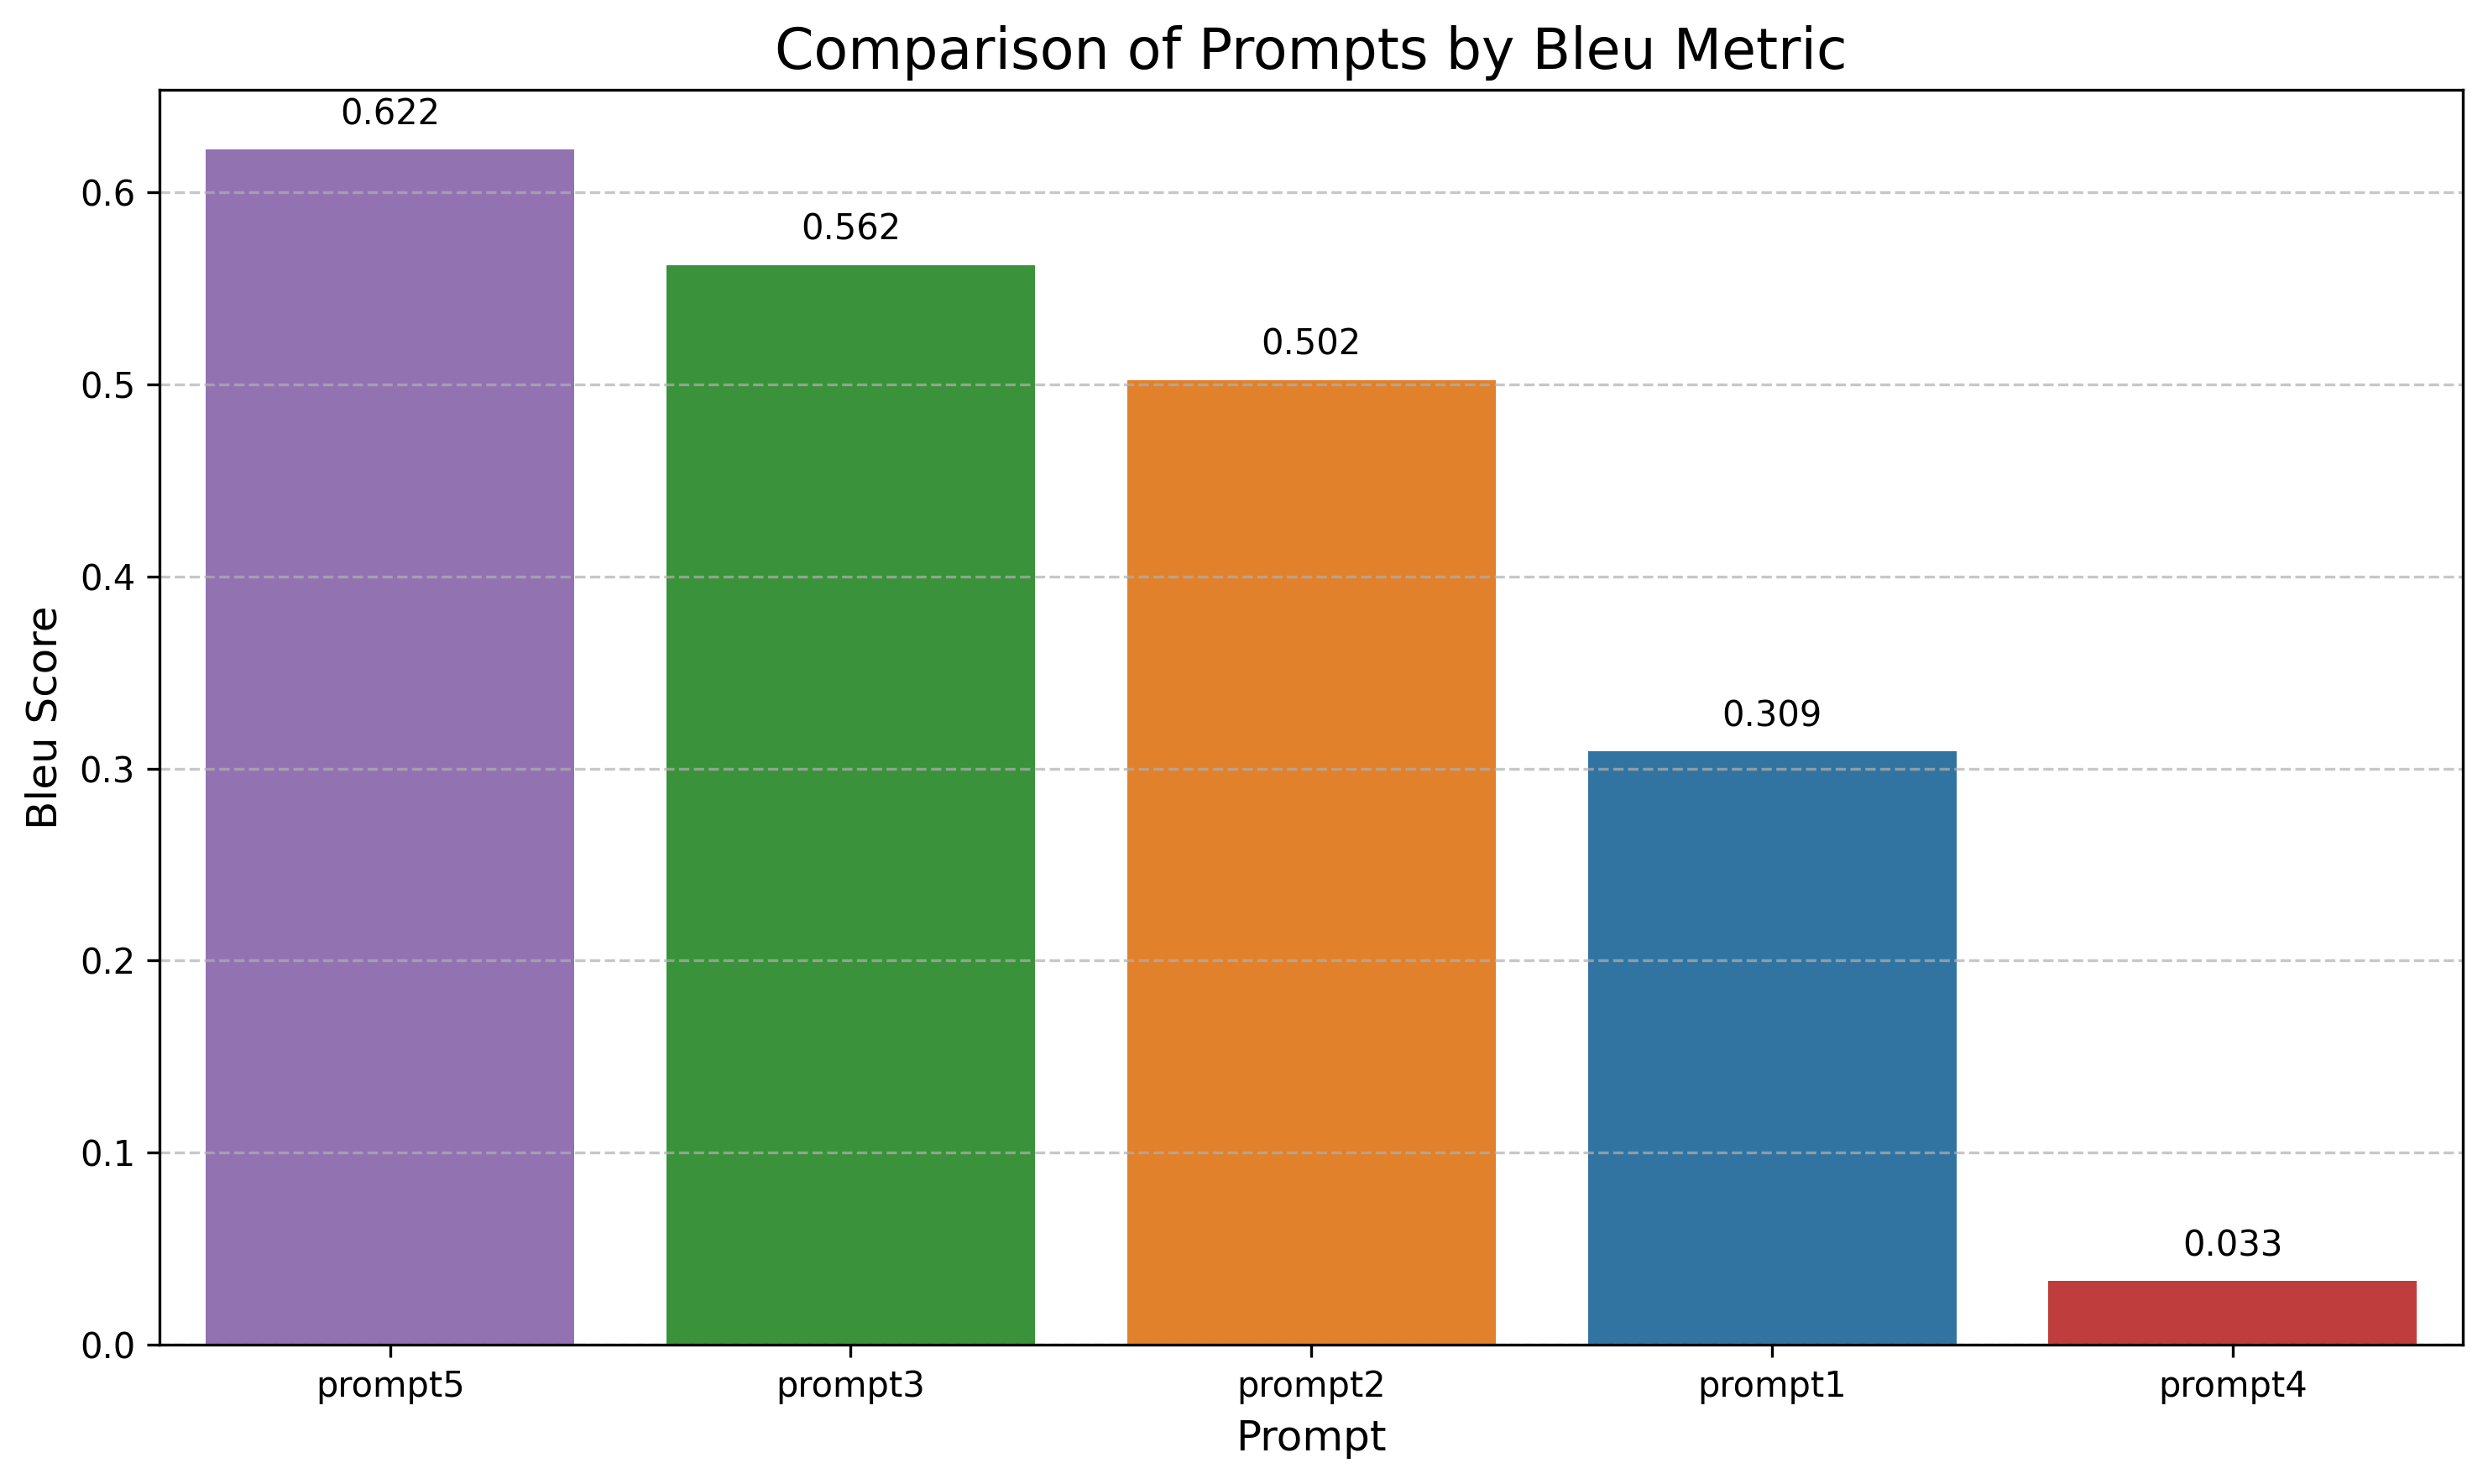 Comparison of Prompts by Bleu Metric
0.622
0.562
0.502
0.309
0.033
0.6
0.5
0.4
0.3
0.2
0.1
0.0
Bleu Score
prompt5
prompt3
prompt2
prompt1
prompt4
Prompt